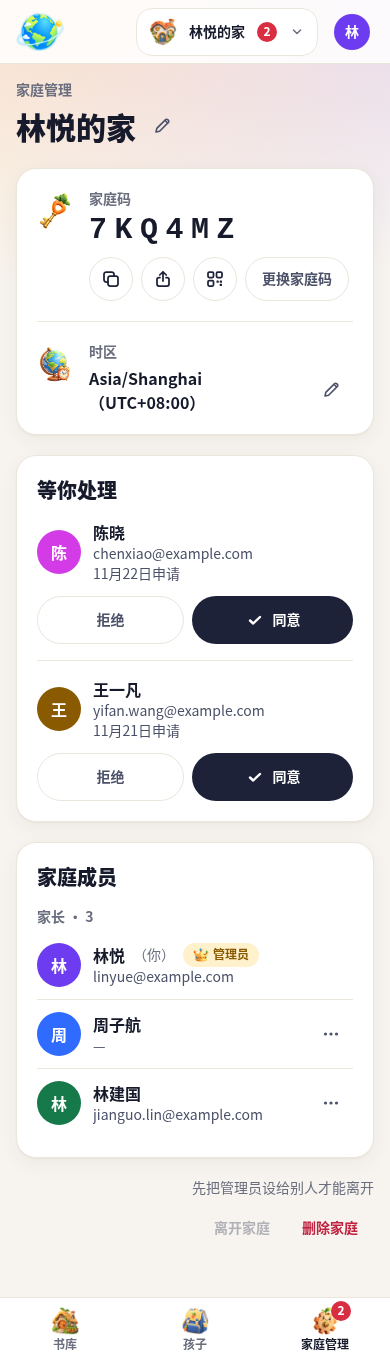 林悦的家
2
林
家庭管理
林悦的家
家庭码
7KQ4MZ
更换家庭码
时区
Asia/Shanghai
（UTC+08:00）
等你处理
陈
陈晓
chenxiao@example.com
11月22日申请
拒绝
同意
王
王一凡
yifan.wang@example.com
11月21日申请
拒绝
同意
家庭成员
家长 · 3
林
林悦 （你） 管理员
linyue@example.com
周
周子航
—
林
林建国
jianguo.lin@example.com
先把管理员设给别人才能离开
离开家庭 删除家庭
2
书库 孩子 家庭管理